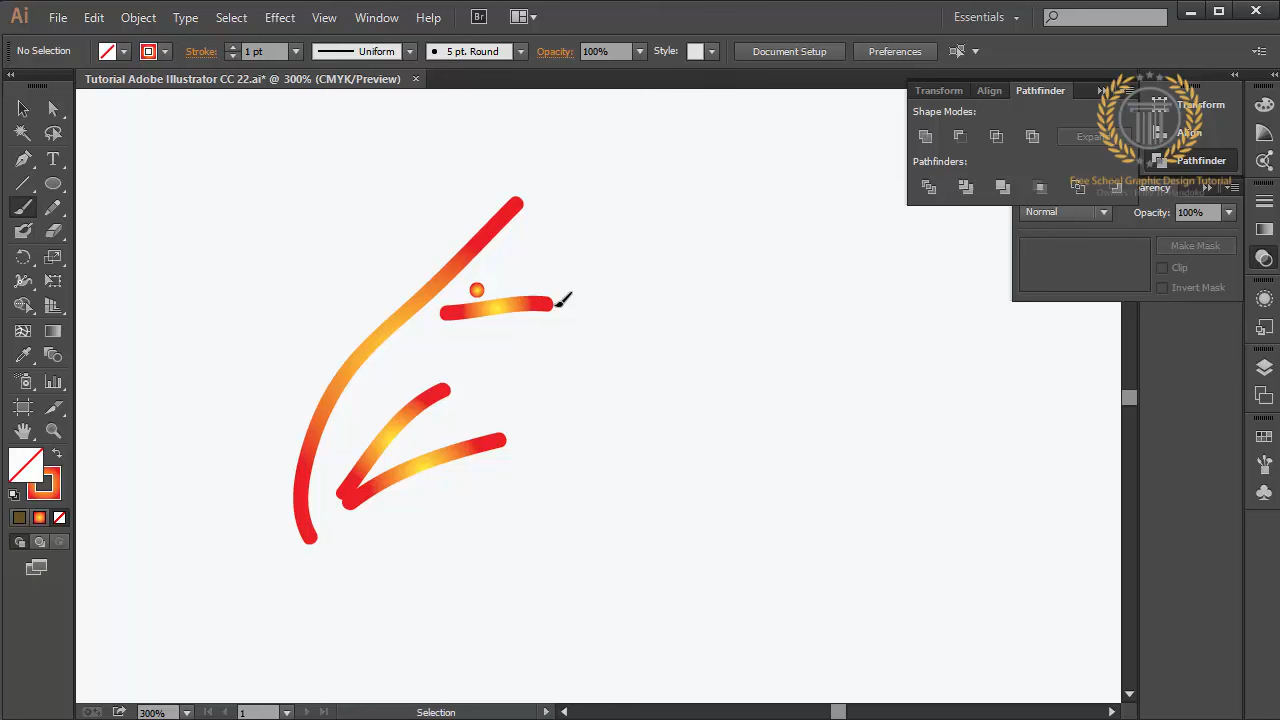 Ai File Edit Object Type Select Effect View Window Help Br Essentials
No Selection Stroke: 1 pt Uniform 5 pt. Round Opacity: 100% Style: Document Setup Preferences
Tutorial Adobe Illustrator CC 22.ai* @ 300% (CMYK/Preview)
Transform Align Pathfinder
Shape Modes:
Pathfinders:
Transform
Align
Pathfinder
Free School Graphic Design Tutorial
Normal Opacity: 100%
Make Mask
Clip
Invert Mask
T
300% 1 Selection